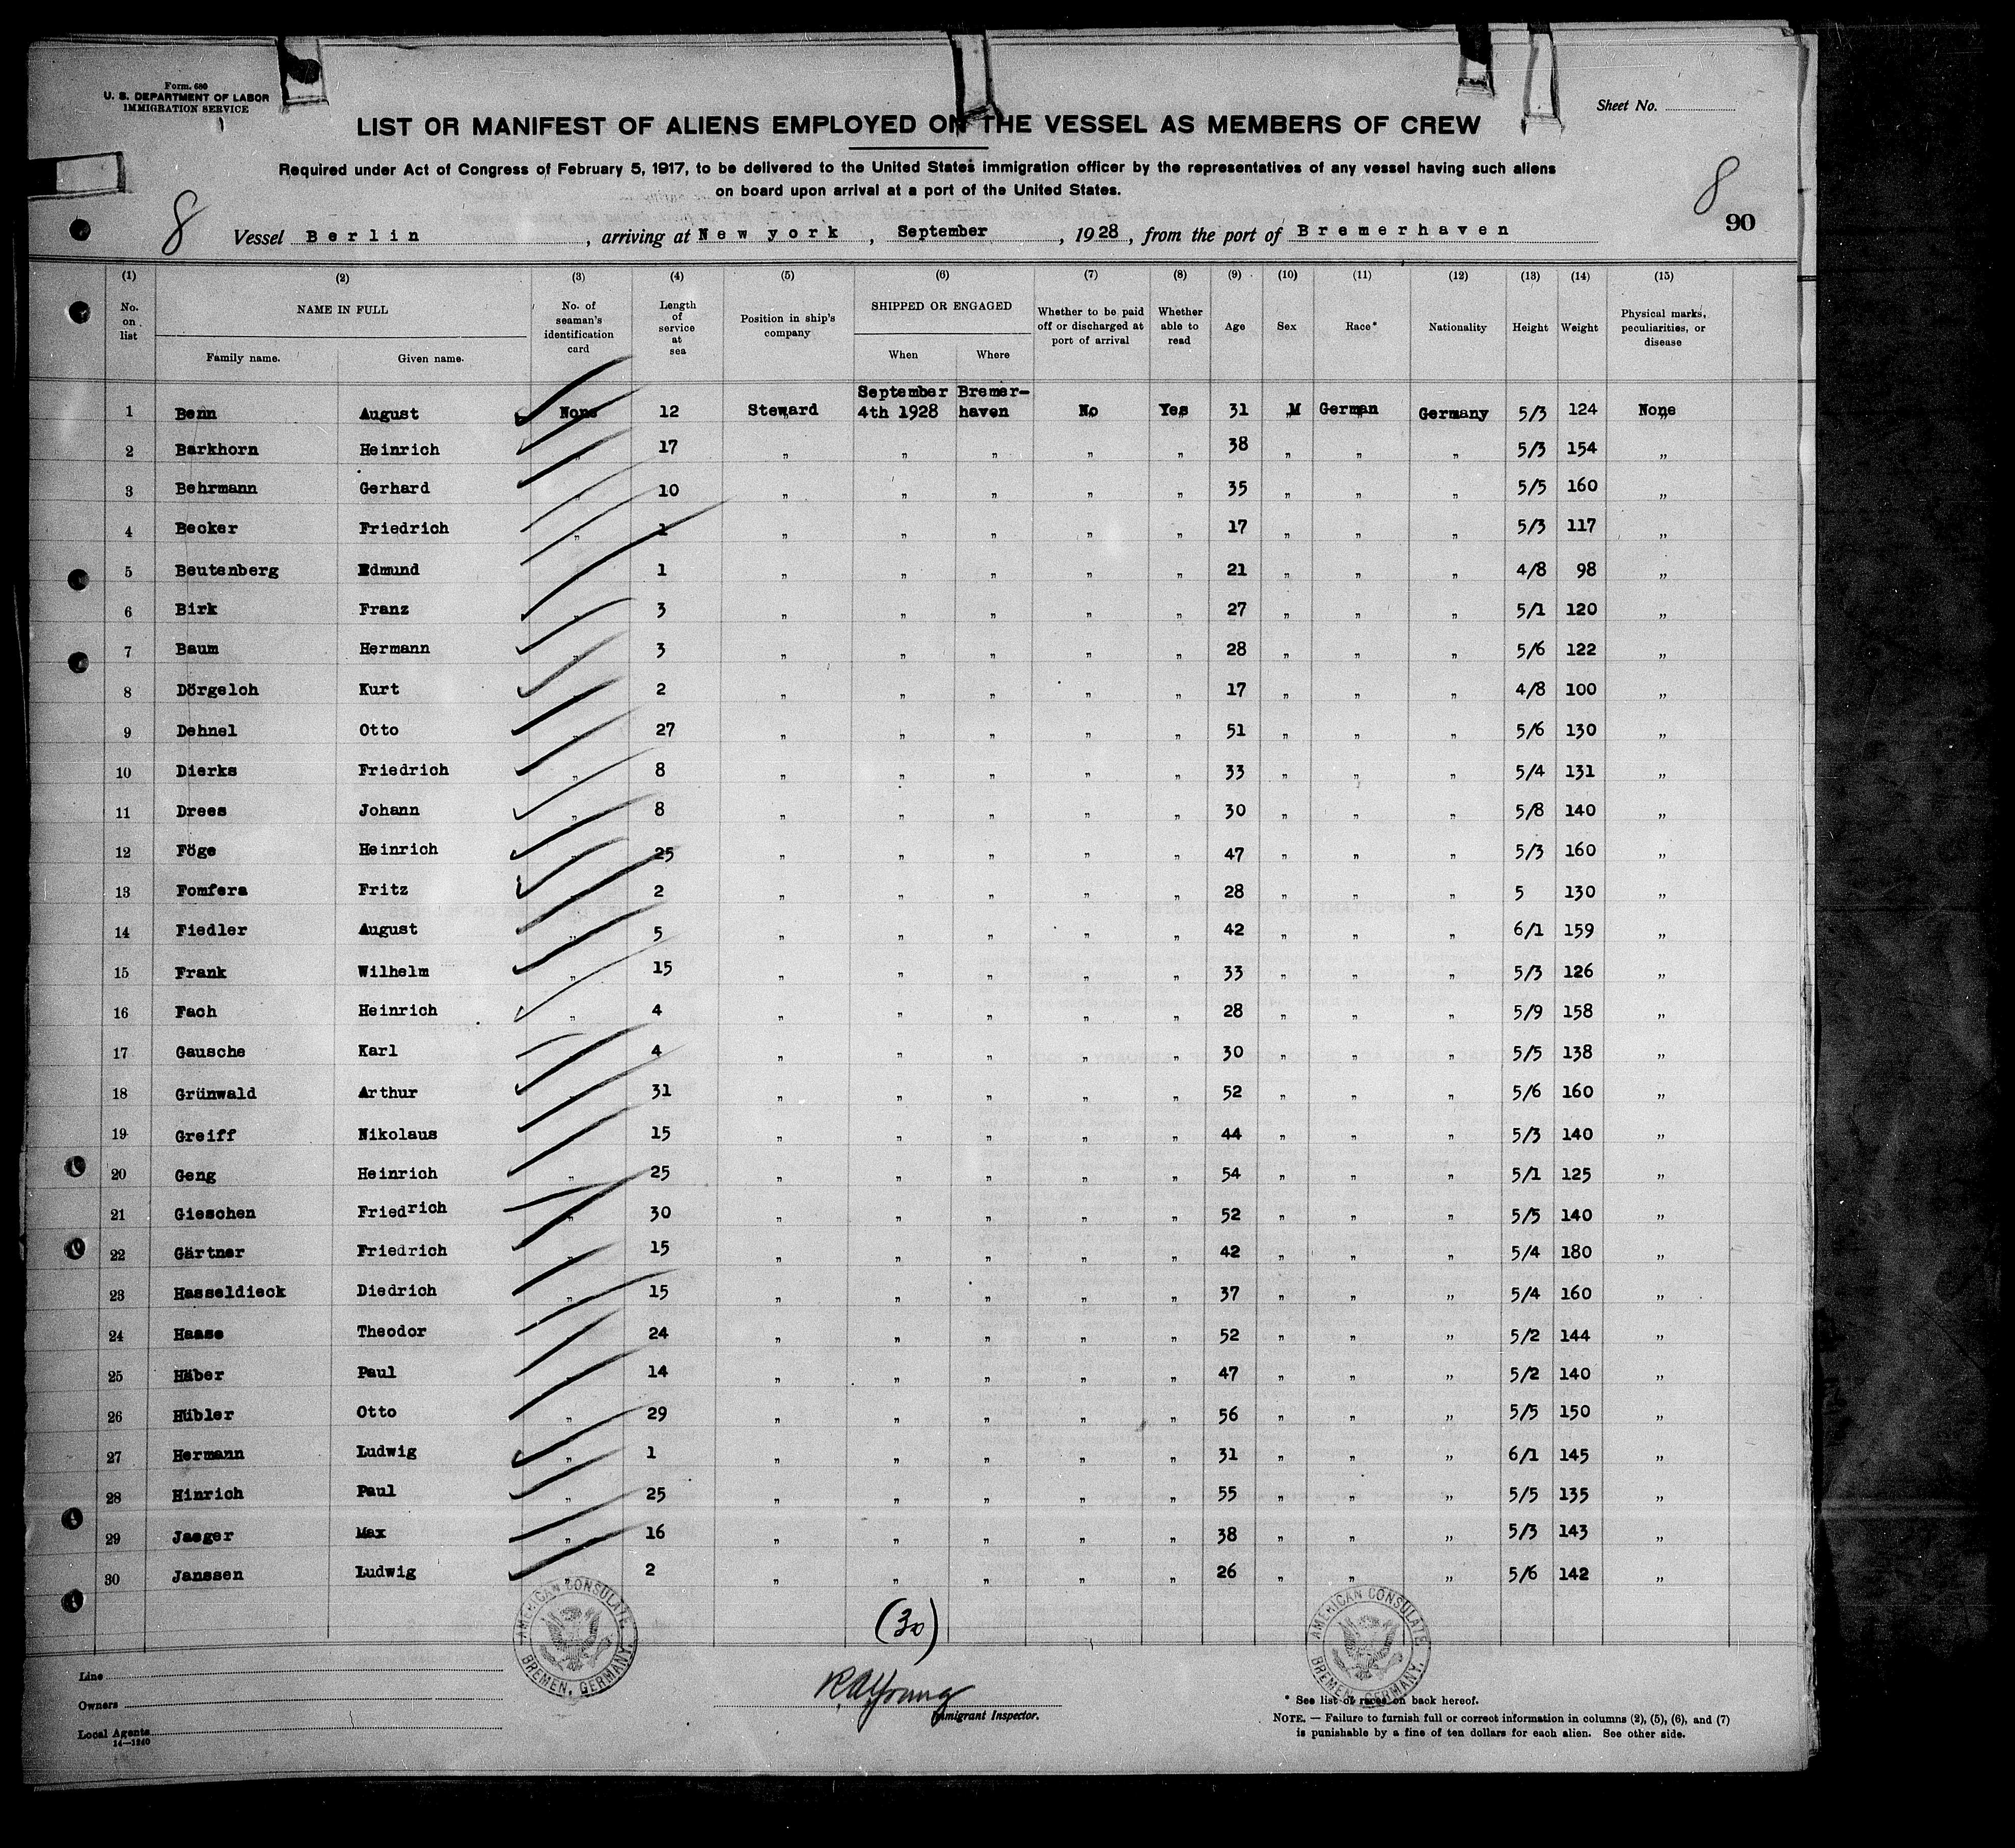 Form. 680
U. S. DEPARTMENT OF LABOR
IMMIGRATION SERVICE
Sheet No.
LIST OR MANIFEST OF ALIENS EMPLOYED ON THE VESSEL AS MEMBERS OF CREW
Required under Act of Congress of February 5, 1917, to be delivered to the United States immigration officer by the representatives of any vessel having such aliens
on board upon arrival at a port of the United States.
8
8
90
Vessel Berlin, arriving at New york, September, 1928, from the port of Bremerhaven
(1) (2) (3) (4) (5) (6) (7) (8) (9) (10) (11) (12) (13) (14) (15)
No. on list
NAME IN FULL
Family name. Given name.
No. of seaman's identification card
Length of service at sea
Position in ship's company
SHIPPED OR ENGAGED
When Where
Whether to be paid off or discharged at port of arrival
Whether able to read
Age
Sex
Race*
Nationality
Height
Weight
Physical marks, peculiarities, or disease
1 Benn August None 12 Steward September 4th 1928 Bremer-haven No Yes 31 M German Germany 5/3 124 None
2 Barkhorn Heinrich " 17 " " " " " 38 " " " 5/3 154 "
3 Behrmann Gerhard " 10 " " " " " 35 " " " 5/5 160 "
4 Becker Friedrich " 1 " " " " " 17 " " " 5/3 117 "
5 Beutenberg Edmund 1 " " " " " 21 " " " 4/8 98 "
6 Birk Franz " 3 " " " " " 27 " " " 5/1 120 "
7 Baum Hermann " 3 " " " " " 28 " " " 5/6 122 "
8 Dörgeloh Kurt " 2 " " " " " 17 " " " 4/8 100 "
9 Dehnel Otto " 27 " " " " " 51 " " " 5/6 130 "
10 Dierks Friedrich " 8 " " " " " 33 " " " 5/4 131 "
11 Drees Johann " 8 " " " " " 30 " " " 5/8 140 "
12 Föge Heinrich " 25 " " " " " 47 " " " 5/3 160 "
13 Fomfera Fritz " 2 " " " " " 28 " " " 5 130 "
14 Fiedler August " 5 " " " " " 42 " " " 6/1 159 "
15 Frank Wilhelm " 15 " " " " " 33 " " " 5/3 126 "
16 Fach Heinrich " 4 " " " " " 28 " " " 5/9 158 "
17 Gausche Karl " 4 " " " " " 30 " " " 5/5 138 "
18 Grünwald Arthur " 31 " " " " " 52 " " " 5/6 160 "
19 Greiff Nikolaus " 15 " " " " " 44 " " " 5/3 140 "
20 Geng Heinrich " 25 " " " " " 54 " " " 5/1 125 "
21 Gieschen Friedrich " 30 " " " " " 52 " " " 5/5 140 "
22 Gärtner Friedrich " 15 " " " " " 42 " " " 5/4 180 "
23 Hasseldieck Diedrich " 15 " " " " " 37 " " " 5/4 160 "
24 Haase Theodor " 24 " " " " " 52 " " " 5/2 144 "
25 Häber Paul " 14 " " " " " 47 " " " 5/2 140 "
26 Hübler Otto " 29 " " " " " 56 " " " 5/5 150 "
27 Hermann Ludwig " 1 " " " " " 31 " " " 6/1 145 "
28 Hinrich Paul " 25 " " " " " 55 " " " 5/5 135 "
29 Jaeger Max " 16 " " " " " 38 " " " 5/3 143 "
30 Janssen Ludwig " 2 " " " " " 26 " " " 5/6 142 "
(30)
AMERICAN CONSULATE, BREMEN, GERMANY.
AMERICAN CONSULATE, BREMEN, GERMANY.
Line
Owners
Local Agents
14—1240
R A Young
Immigrant Inspector.
* See list of races on back hereof.
NOTE. — Failure to furnish full or correct information in columns (2), (5), (6), and (7)
is punishable by a fine of ten dollars for each alien. See other side.